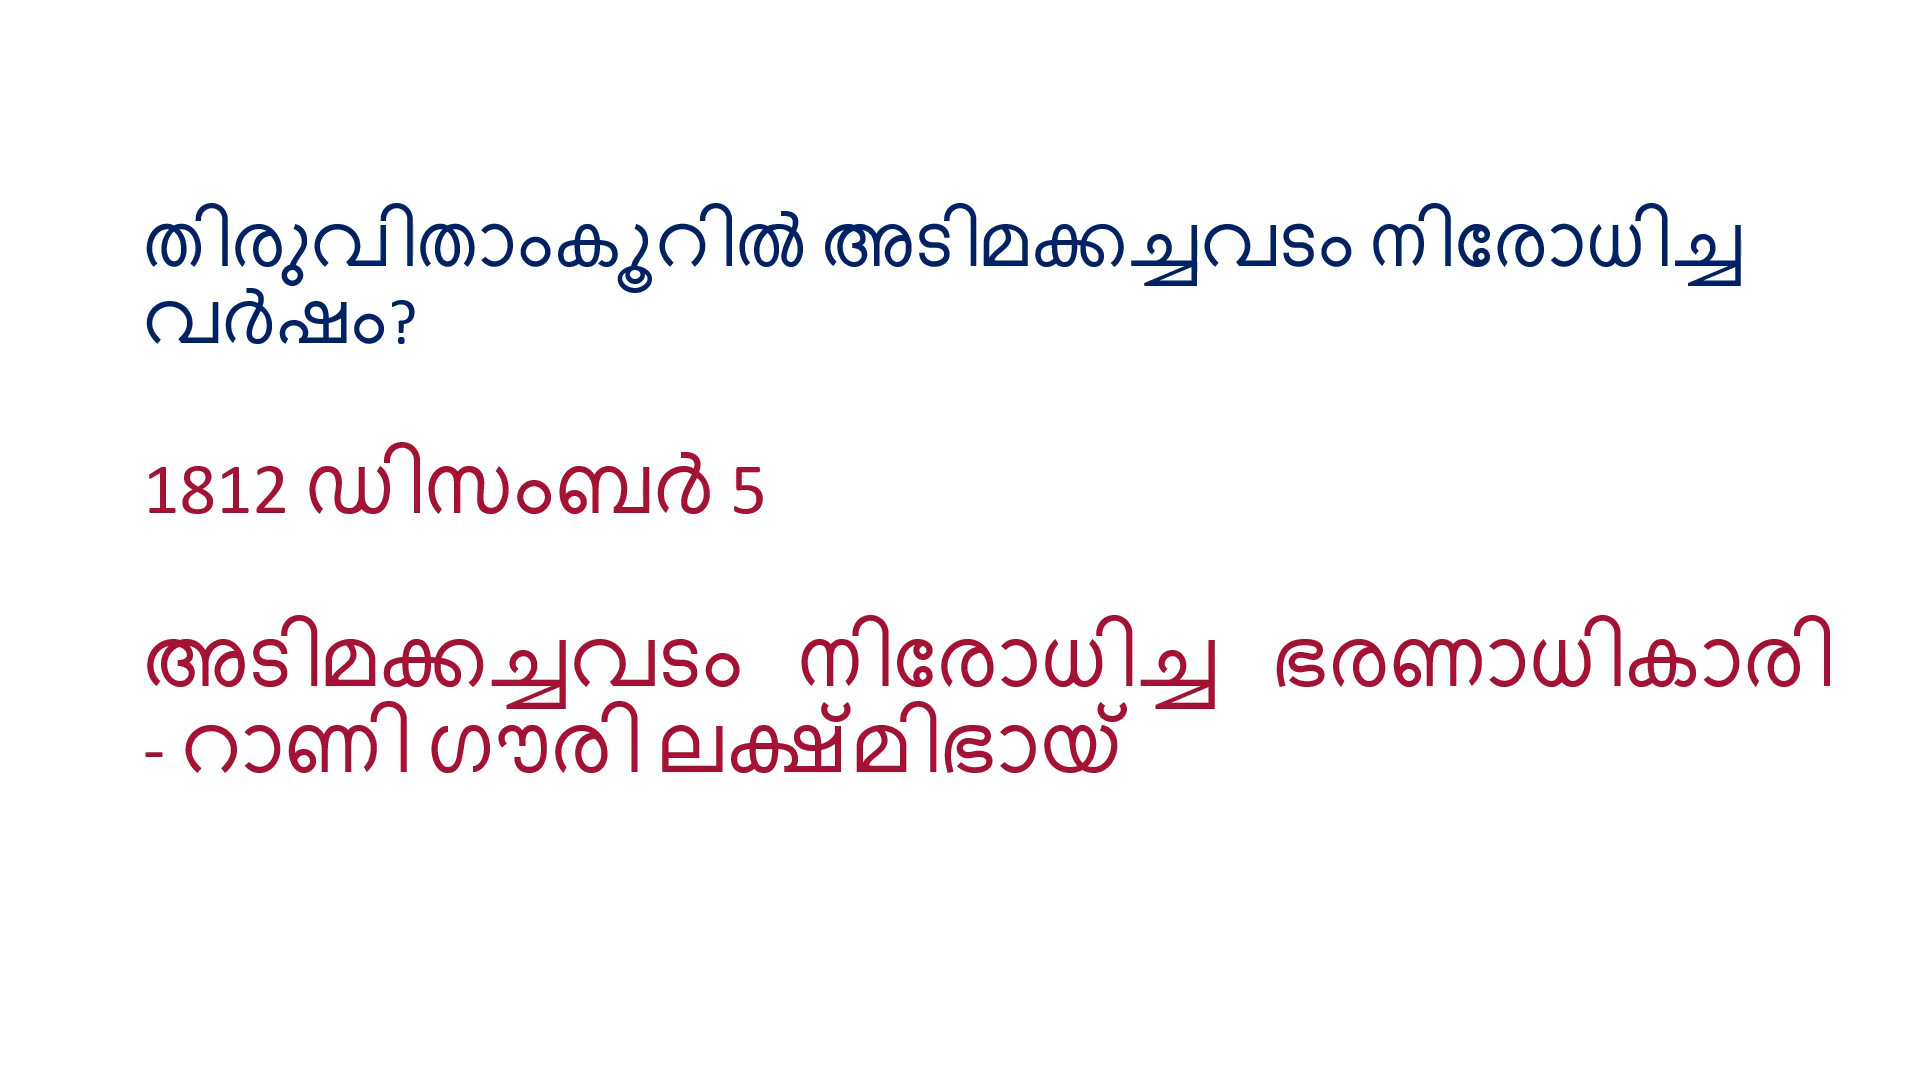 തിരുവിതാംകൂറിൽ അടിമക്കച്ചവടം നിരോധിച്ച
വർഷം?
1812 ഡിസംബർ 5
അടിമക്കച്ചവടം നിരോധിച്ച ഭരണാധികാരി
- റാണി ഗൗരി ലക്ഷ്മിഭായ്